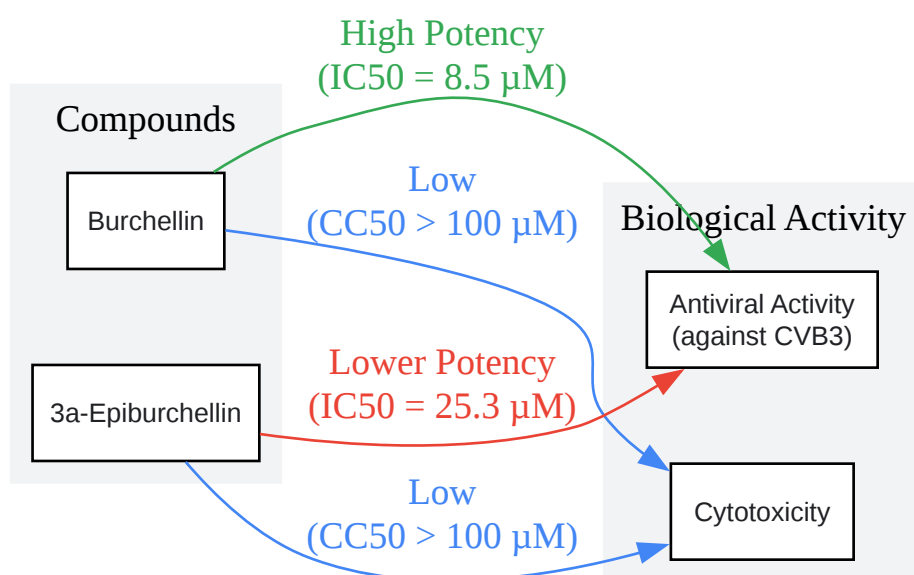 High Potency
(IC50 = 8.5 µM)
Compounds
Burchellin
Low
(CC50 > 100 µM)
Biological Activity
Antiviral Activity
(against CVB3)
3a-Epiburchellin
Lower Potency
(IC50 = 25.3 µM)
Low
(CC50 > 100 µM)
Cytotoxicity